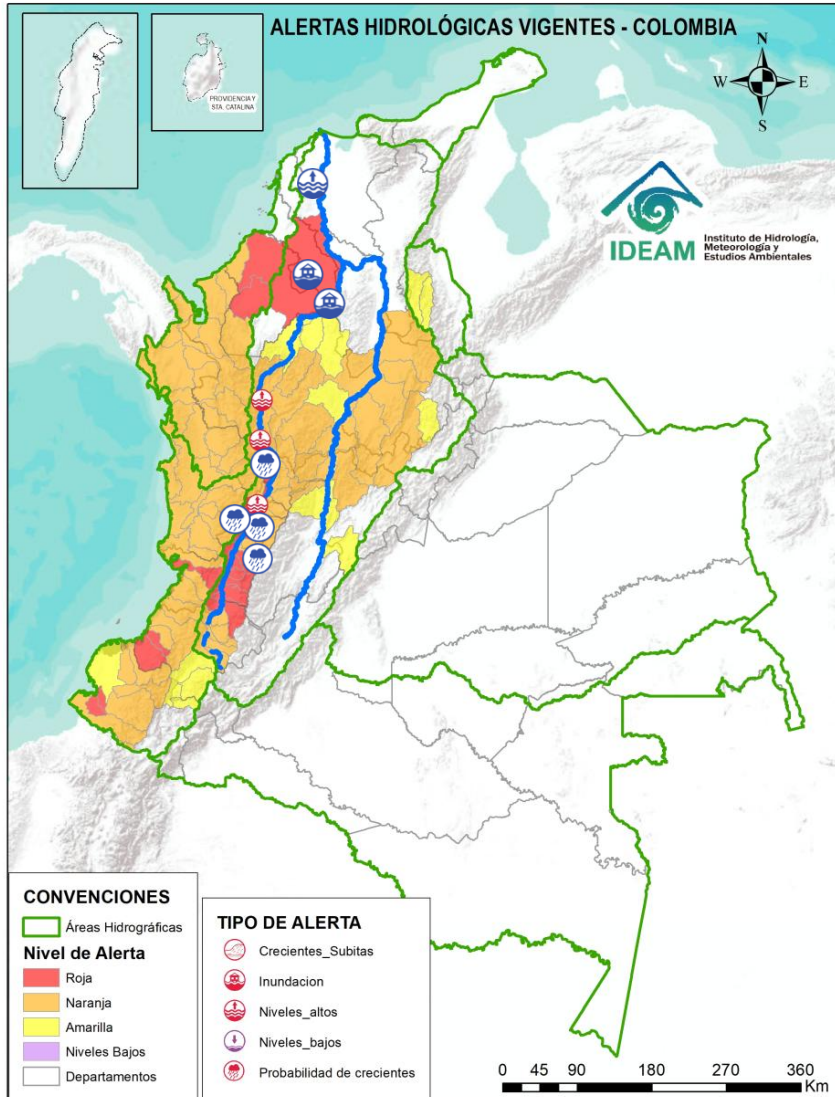 ALERTAS HIDROLÓGICAS VIGENTES - COLOMBIA
PROVIDENCIA Y
STA. CATALINA
N
W
E
S
IDEAM
Instituto de Hidrología,
Meteorología y
Estudios Ambientales
CONVENCIONES
Áreas Hidrográficas
Nivel de Alerta
Roja
Naranja
Amarilla
Niveles Bajos
Departamentos
TIPO DE ALERTA
Crecientes_Subitas
Inundacion
Niveles_altos
Niveles_bajos
Probabilidad de crecientes
0 45 90 180 270 360
Km